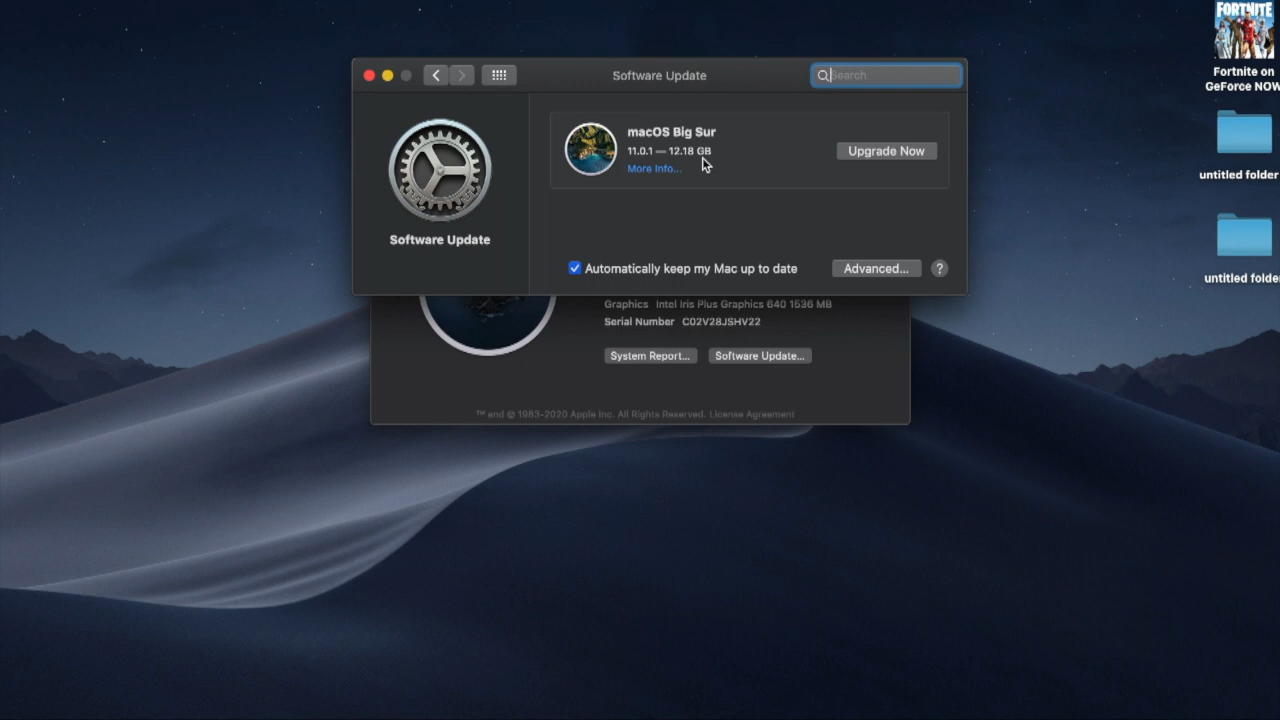 Software Update
Search
macOS Big Sur
11.0.1 — 12.18 GB
More Info...
Upgrade Now
Software Update
Automatically keep my Mac up to date
Advanced...
?
Graphics Intel Iris Plus Graphics 640 1536 MB
Serial Number C02V28JSHV22
System Report...
Software Update...
™ and © 1983-2020 Apple Inc. All Rights Reserved. License Agreement
FORTNITE
Fortnite on
GeForce NOW
untitled folder
untitled folde